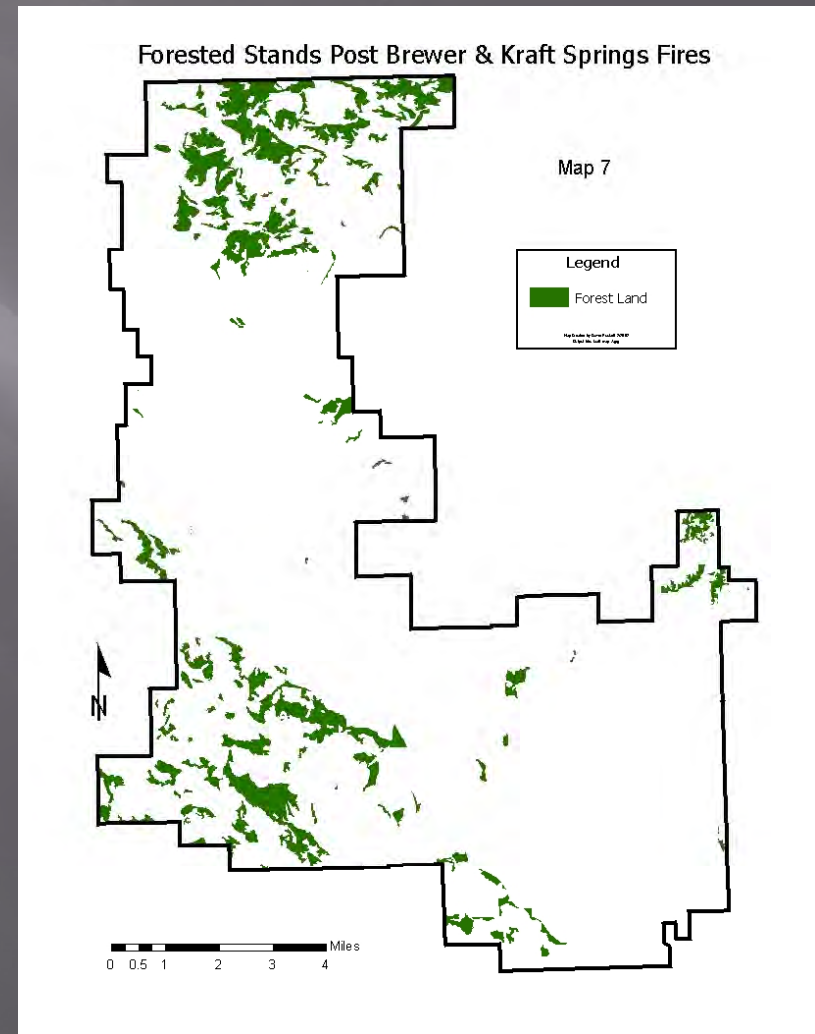 Forested Stands Post Brewer & Kraft Springs Fires
Map 7
Legend
Forest Land
N
Miles
0 0.5 1 2 3 4